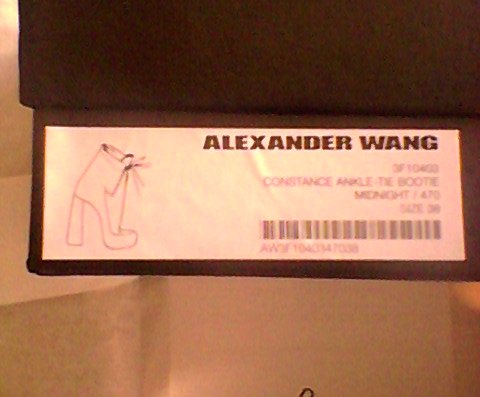 ALEXANDER WANG
3F10403
CONSTANCE ANKLE-TIE BOOTIE
MIDNIGHT / 470
SIZE 38
AW3F1040347038